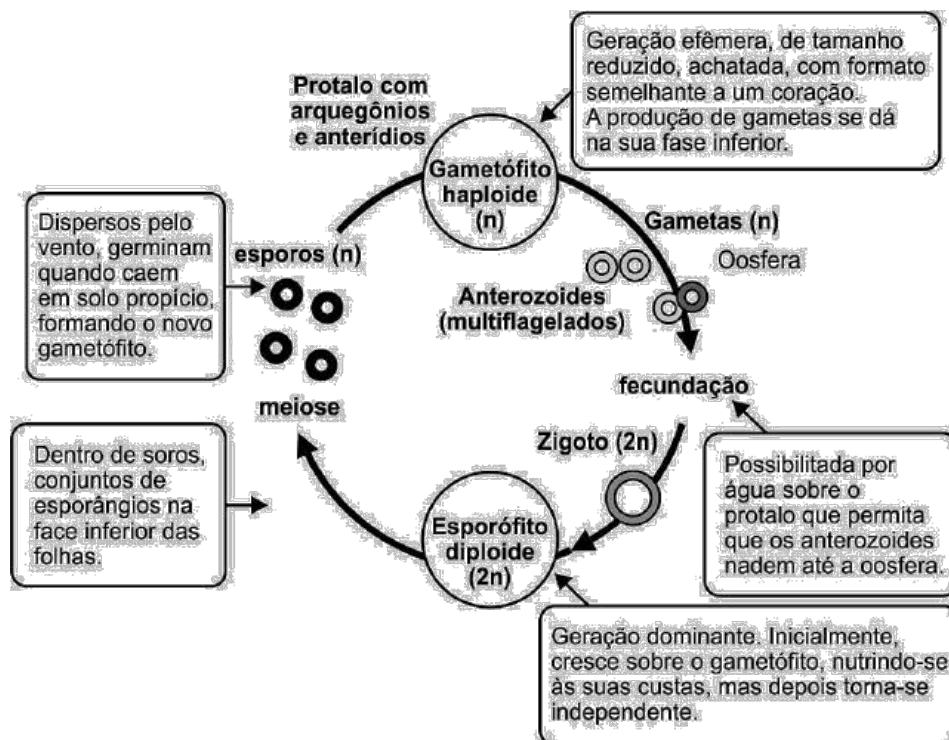 Geração efêmera, de tamanho
reduzido, achatada, com formato
semelhante a um coração.
A produção de gametas se dá
na sua fase inferior.
Protalo com
arquegônios
e anterídios
Gametófito
haploide
(n)
Dispersos pelo
vento, germinam
quando caem
em solo propício,
formando o novo
gametófito.
esporos (n)
Gametas (n)
Oosfera
Anterozoides
(multiflagelados)
meiose
fecundação
Zigoto (2n)
Dentro de soros,
conjuntos de
esporângios na
face inferior das
folhas.
Esporófito
diploide
(2n)
Possibilitada por
água sobre o
protalo que permita
que os anterozoides
nadem até a oosfera.
Geração dominante. Inicialmente,
cresce sobre o gametófito, nutrindo-se
às suas custas, mas depois torna-se
independente.